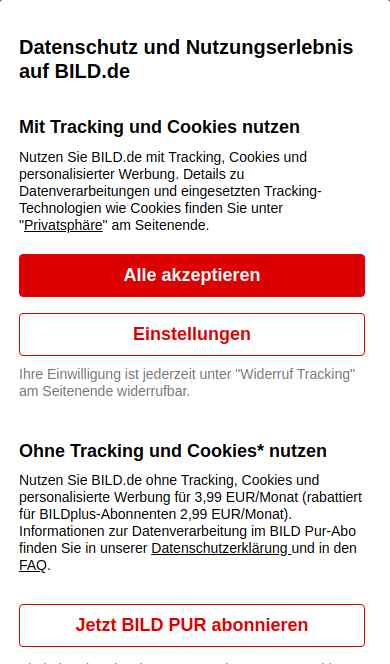 Datenschutz und Nutzungserlebnis
auf BILD.de
Mit Tracking und Cookies nutzen
Nutzen Sie BILD.de mit Tracking, Cookies und
personalisierter Werbung. Details zu
Datenverarbeitungen und eingesetzten Tracking-
Technologien wie Cookies finden Sie unter
"Privatsphäre" am Seitenende.
Alle akzeptieren
Einstellungen
Ihre Einwilligung ist jederzeit unter "Widerruf Tracking"
am Seitenende widerrufbar.
Ohne Tracking und Cookies* nutzen
Nutzen Sie BILD.de ohne Tracking, Cookies und
personalisierte Werbung für 3,99 EUR/Monat (rabattiert
für BILDplus-Abonnenten 2,99 EUR/Monat).
Informationen zur Datenverarbeitung im BILD Pur-Abo
finden Sie in unserer Datenschutzerklärung und in den
FAQ.
Jetzt BILD PUR abonnieren